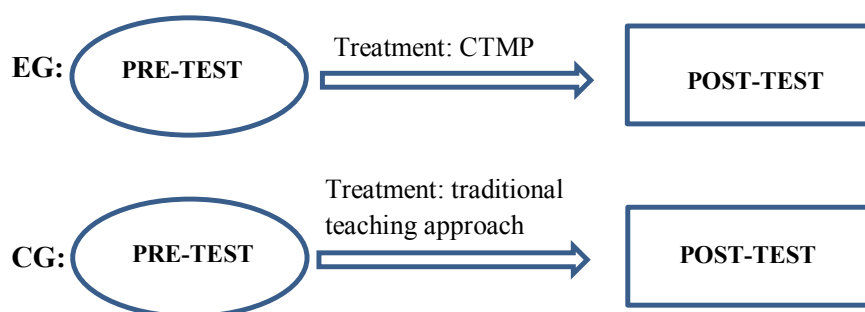 Treatment: CTMP
EG: PRE-TEST POST-TEST
Treatment: traditional
teaching approach
CG: PRE-TEST POST-TEST